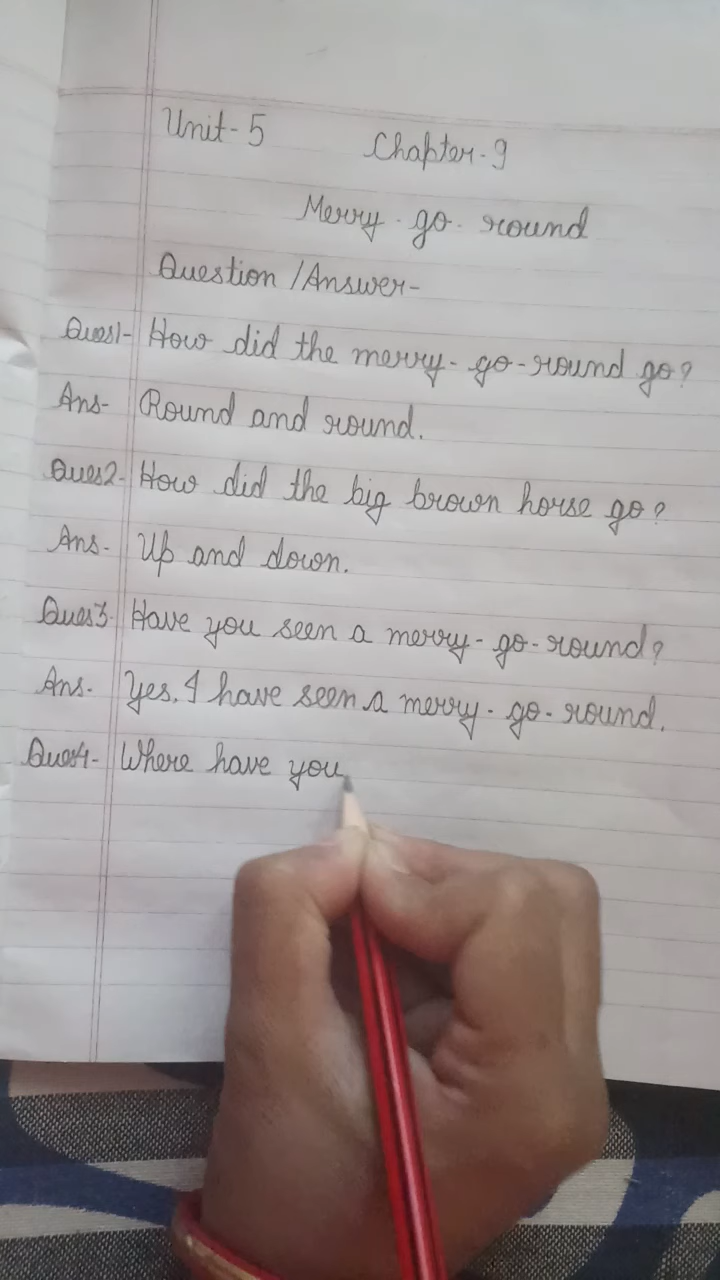 Unit-5 Chapter-9
Merry-go-round
Question/Answer-
Ques1- How did the merry-go-round go?
Ans- Round and round.
Ques2- How did the big brown horse go?
Ans- Up and down.
Ques3- Have you seen a merry-go-round?
Ans- Yes, I have seen a merry-go-round.
Ques4- Where have you